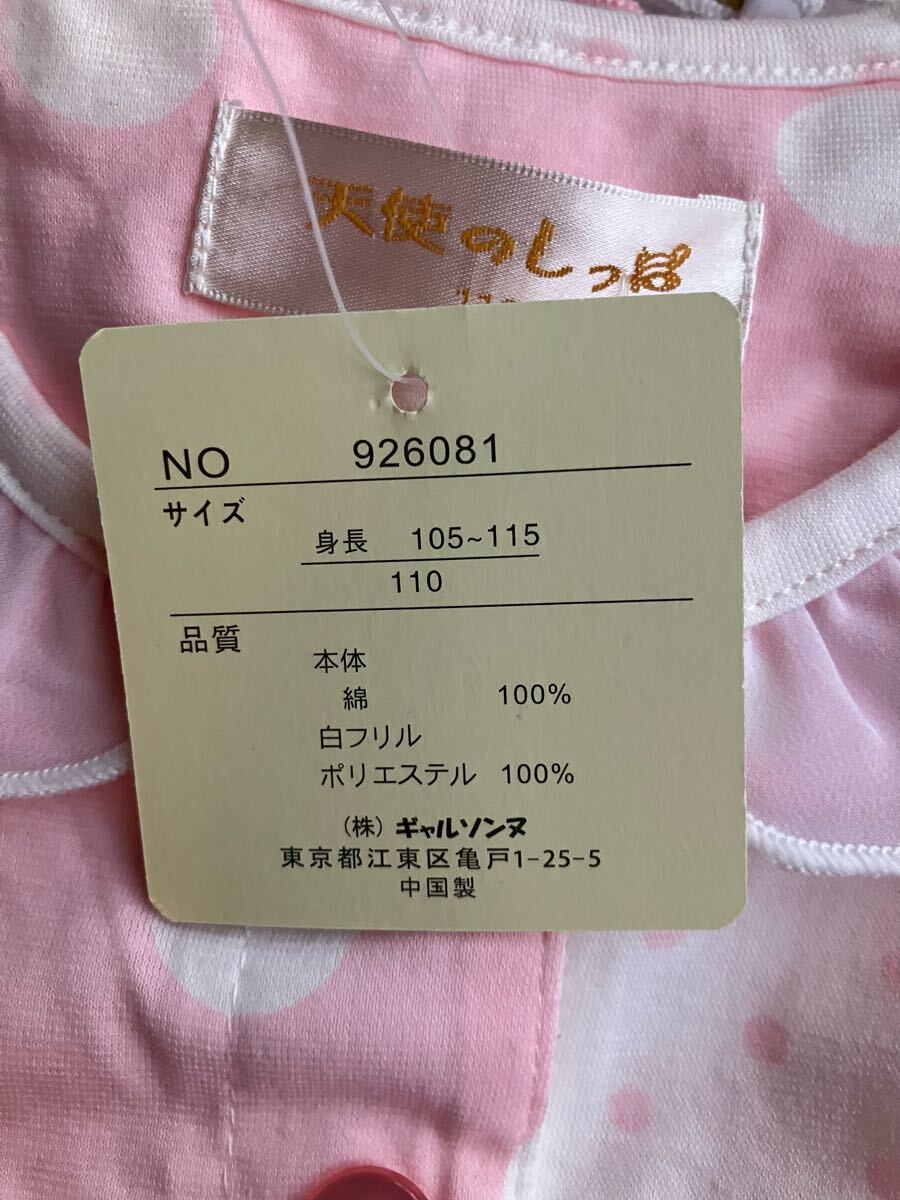 天使のしっぽ
NO 926081
サイズ
身長 105~115
110
品質
本体
綿 100%
白フリル
ポリエステル 100%
(株) ギャルソンヌ
東京都江東区亀戸1-25-5
中国製